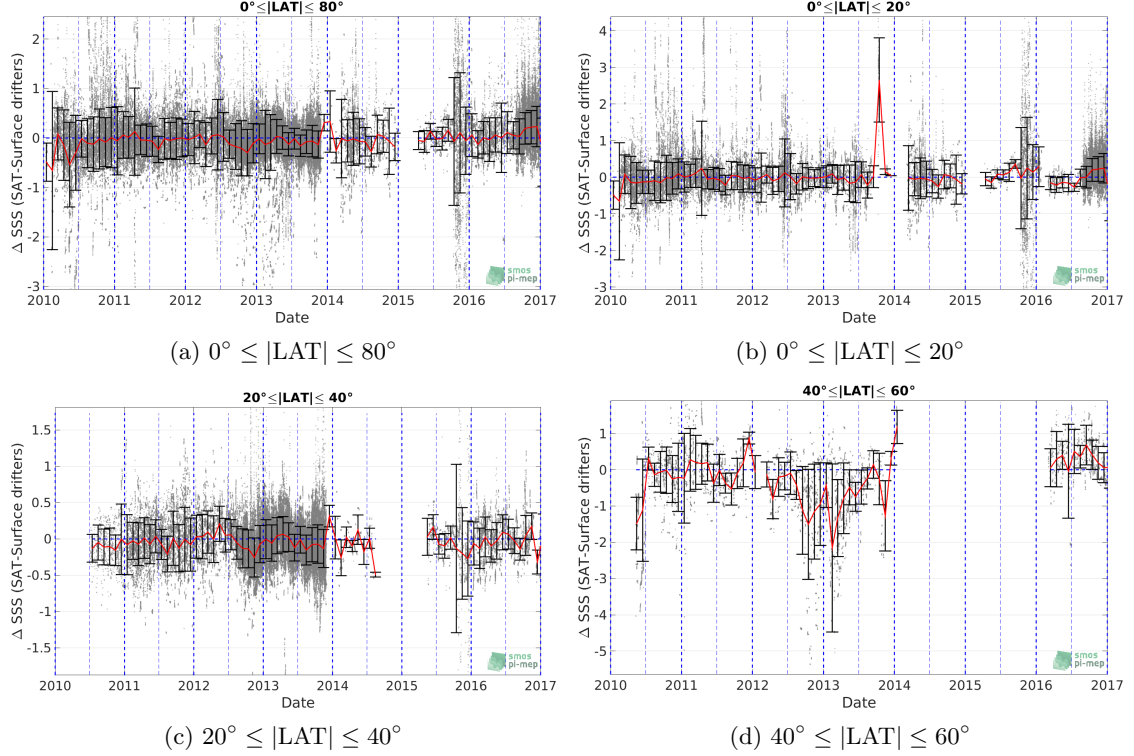 0°≤|LAT|≤ 80°
Δ SSS (SAT-Surface drifters)
2
1
0
-1
-2
-3
2010 2011 2012 2013 2014 2015 2016 2017
Date
smos
pi-mep
(a) 0° ≤ |LAT| ≤ 80°
0°≤|LAT|≤ 20°
Δ SSS (SAT-Surface drifters)
4
3
2
1
0
-1
-2
-3
2010 2011 2012 2013 2014 2015 2016 2017
Date
smos
pi-mep
(b) 0° ≤ |LAT| ≤ 20°
20°≤|LAT|≤ 40°
Δ SSS (SAT-Surface drifters)
1.5
1
0.5
0
-0.5
-1
-1.5
2010 2011 2012 2013 2014 2015 2016 2017
Date
smos
pi-mep
(c) 20° ≤ |LAT| ≤ 40°
40°≤|LAT|≤ 60°
Δ SSS (SAT-Surface drifters)
1
0
-1
-2
-3
-4
-5
2010 2011 2012 2013 2014 2015 2016 2017
Date
smos
pi-mep
(d) 40° ≤ |LAT| ≤ 60°